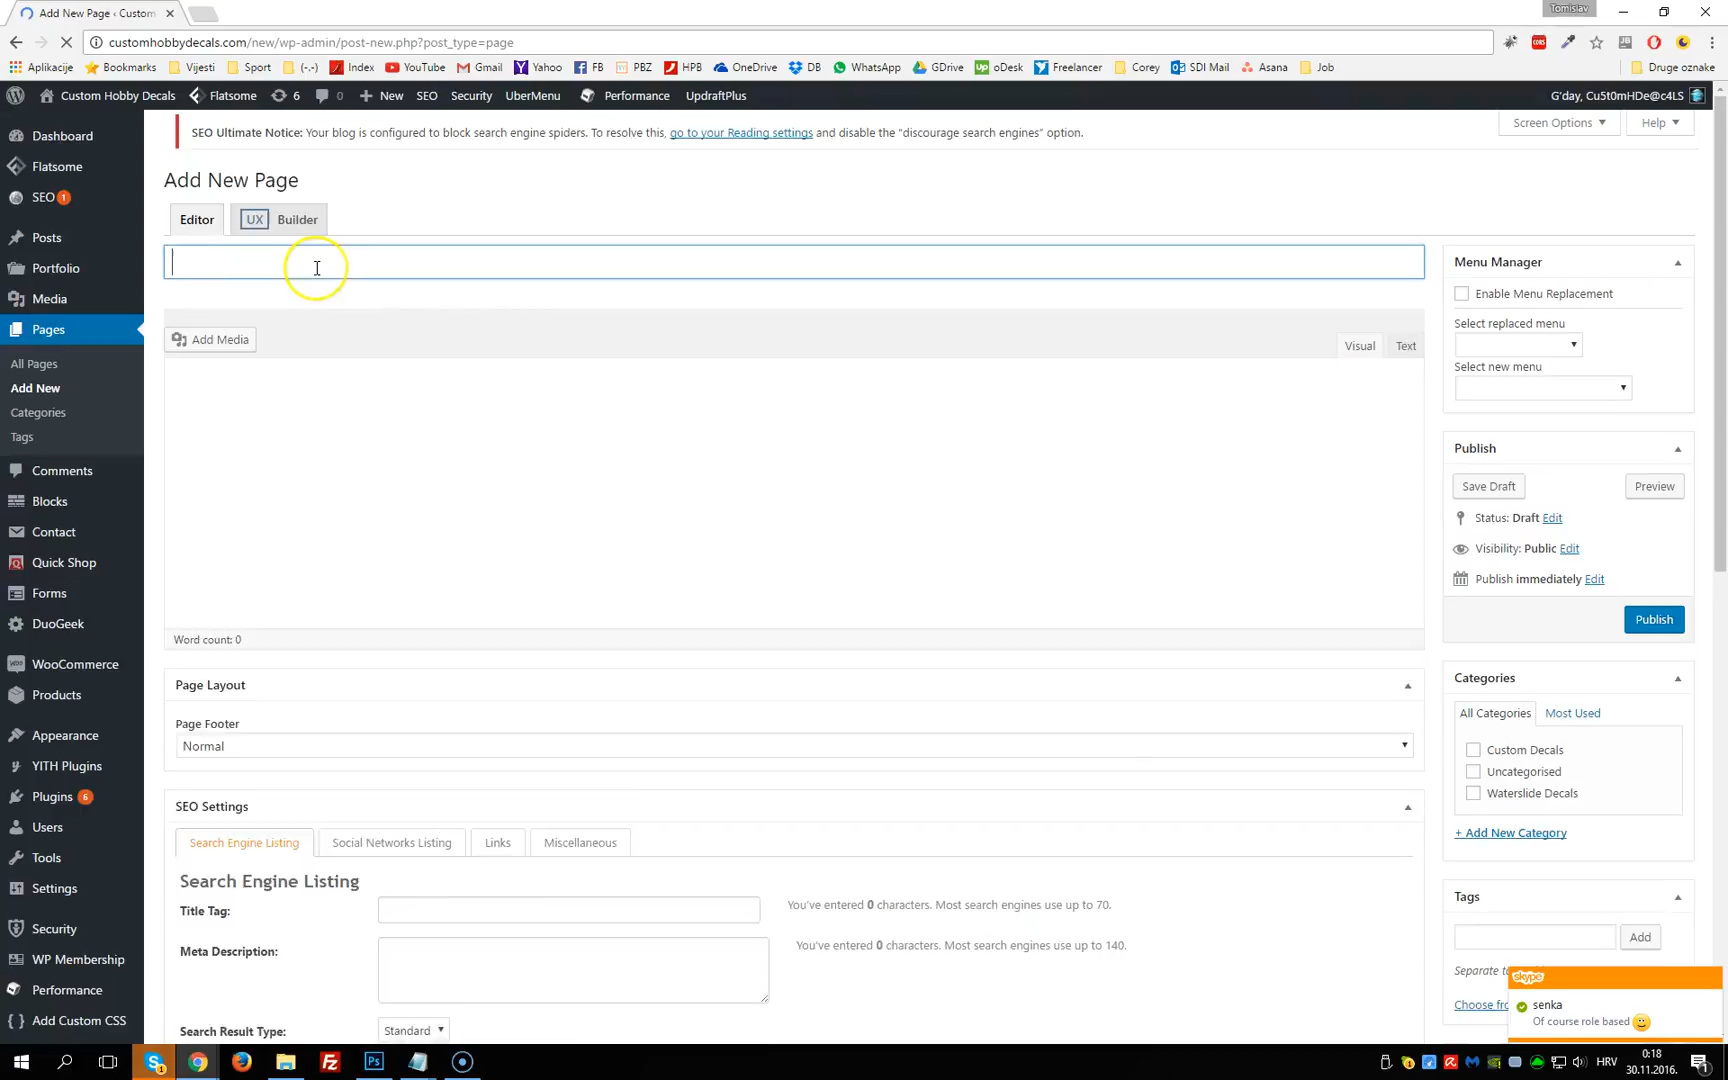 Add New Page ‹ Custom
Tomislav
customhobbydecals.com/new/wp-admin/post-new.php?post_type=page
Aplikacije Bookmarks Vijesti Sport (-.-) Index YouTube Gmail Yahoo FB PBZ HPB OneDrive DB WhatsApp GDrive oDesk Freelancer Corey SDI Mail Asana Job Druge oznake
Custom Hobby Decals Flatsome 6 0 New SEO Security UberMenu Performance UpdraftPlus G'day, Cu5t0mHDe@c4LS
SEO Ultimate Notice: Your blog is configured to block search engine spiders. To resolve this, go to your Reading settings and disable the "discourage search engines" option.
Screen Options Help
Add New Page
Editor UX Builder
Add Media
Visual Text
Word count: 0
Page Layout
Page Footer
Normal
SEO Settings
Search Engine Listing Social Networks Listing Links Miscellaneous
Search Engine Listing
Title Tag:
You've entered 0 characters. Most search engines use up to 70.
Meta Description:
You've entered 0 characters. Most search engines use up to 140.
Search Result Type:
Standard
Dashboard
Flatsome
SEO 1
Posts
Portfolio
Media
Pages
All Pages
Add New
Categories
Tags
Comments
Blocks
Contact
Quick Shop
Forms
DuoGeek
WooCommerce
Products
Appearance
YITH Plugins
Plugins 6
Users
Tools
Settings
Security
WP Membership
Performance
Add Custom CSS
Menu Manager
Enable Menu Replacement
Select replaced menu
Select new menu
Publish
Save Draft Preview
Status: Draft Edit
Visibility: Public Edit
Publish immediately Edit
Publish
Categories
All Categories Most Used
Custom Decals
Uncategorised
Waterslide Decals
+ Add New Category
Tags
Add
Separate
Choose
skype
senka
Of course role based
HRV
0:18
30.11.2016.